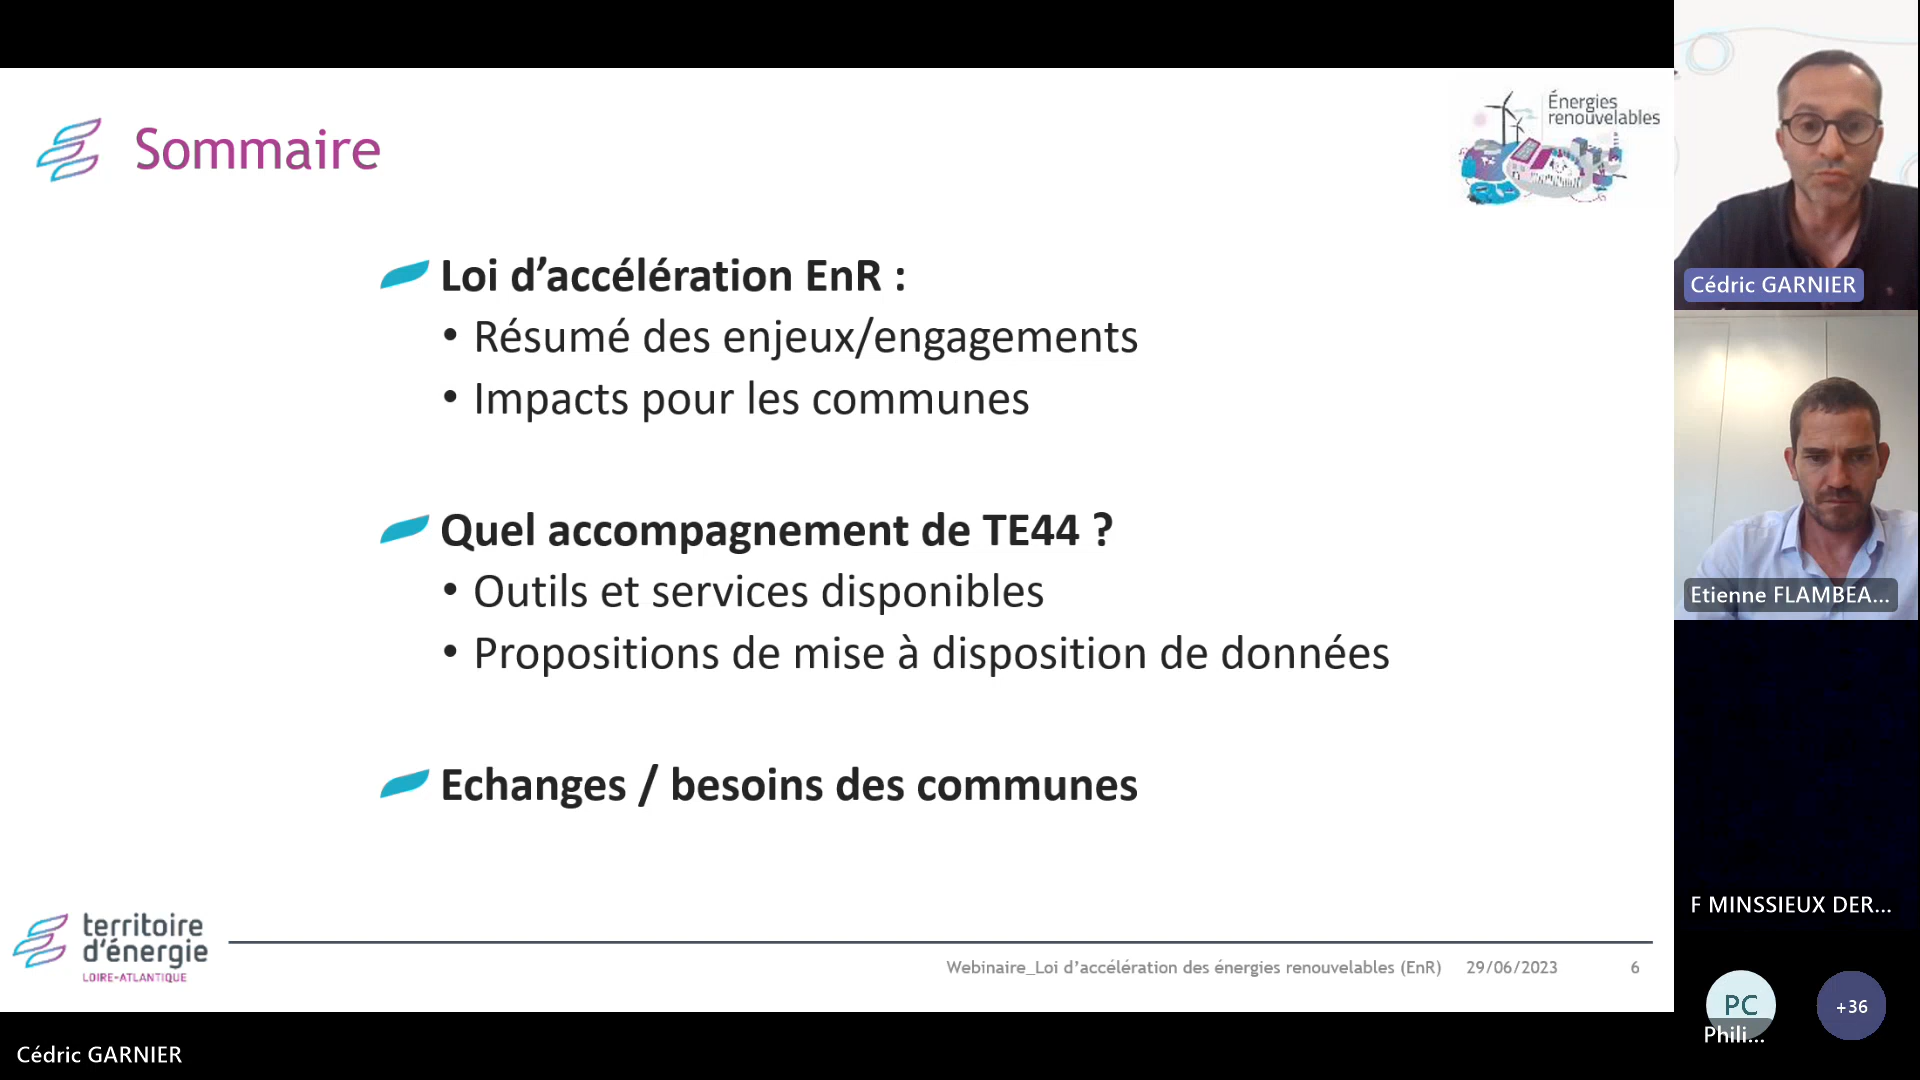 Sommaire
Énergies
renouvelables
Loi d’accélération EnR :
• Résumé des enjeux/engagements
• Impacts pour les communes
Quel accompagnement de TE44 ?
• Outils et services disponibles
• Propositions de mise à disposition de données
Echanges / besoins des communes
territoire
d'énergie
LOIRE-ATLANTIQUE
Webinaire_Loi d’accélération des énergies renouvelables (EnR) 29/06/2023 6
Cédric GARNIER
Cédric GARNIER
Etienne FLAMBEA...
F MINSSIEUX DER...
PC
Phili...
+36